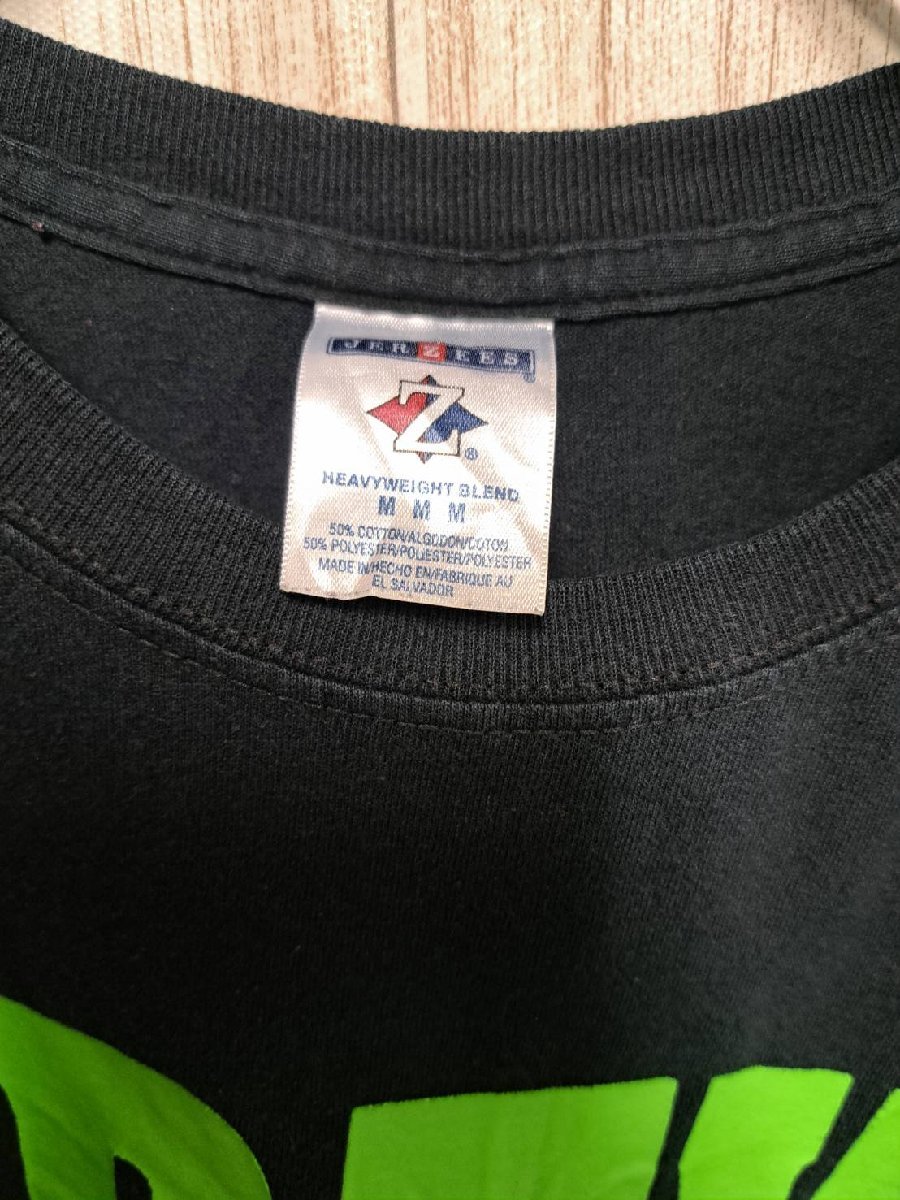 JERZEES
Z®
HEAVYWEIGHT BLEND
M M M
50% COTTON/ALGODON/COTON
50% POLYESTER/POLIESTER/POLYESTER
MADE IN/HECHO EN/FABRIQUE AU
EL SALVADOR